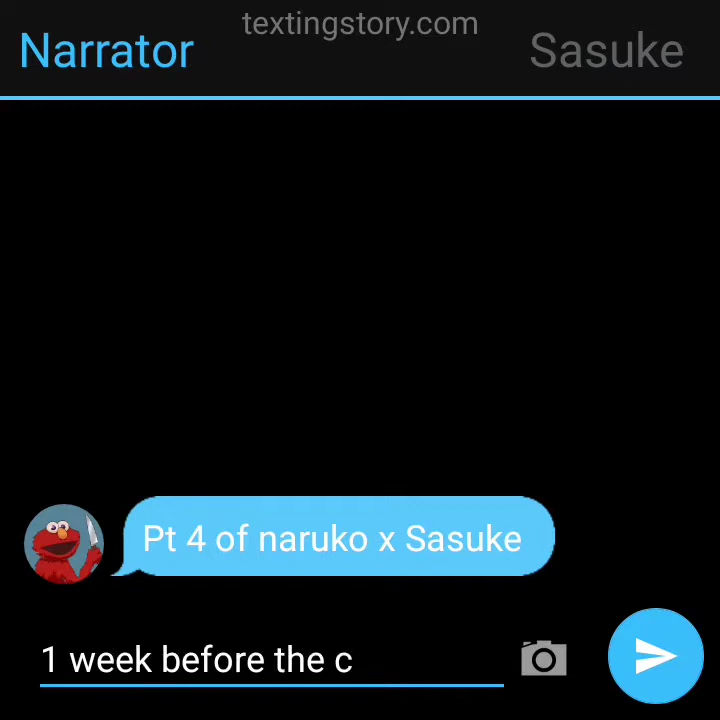 textingstory.com
Narrator
Sasuke
Pt 4 of naruko x Sasuke
1 week before the c